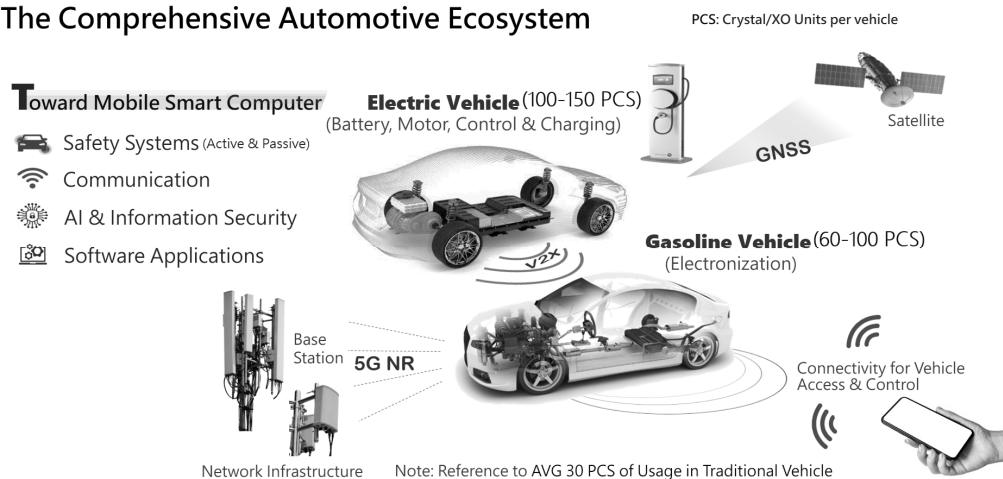 The Comprehensive Automotive Ecosystem
PCS: Crystal/XO Units per vehicle
Toward Mobile Smart Computer
Safety Systems (Active & Passive)
Communication
AI & Information Security
Software Applications
Electric Vehicle (100-150 PCS)
(Battery, Motor, Control & Charging)
Satellite
GNSS
V2X
Gasoline Vehicle (60-100 PCS)
(Electronization)
Base
Station
5G NR
Network Infrastructure
Connectivity for Vehicle
Access & Control
Note: Reference to AVG 30 PCS of Usage in Traditional Vehicle